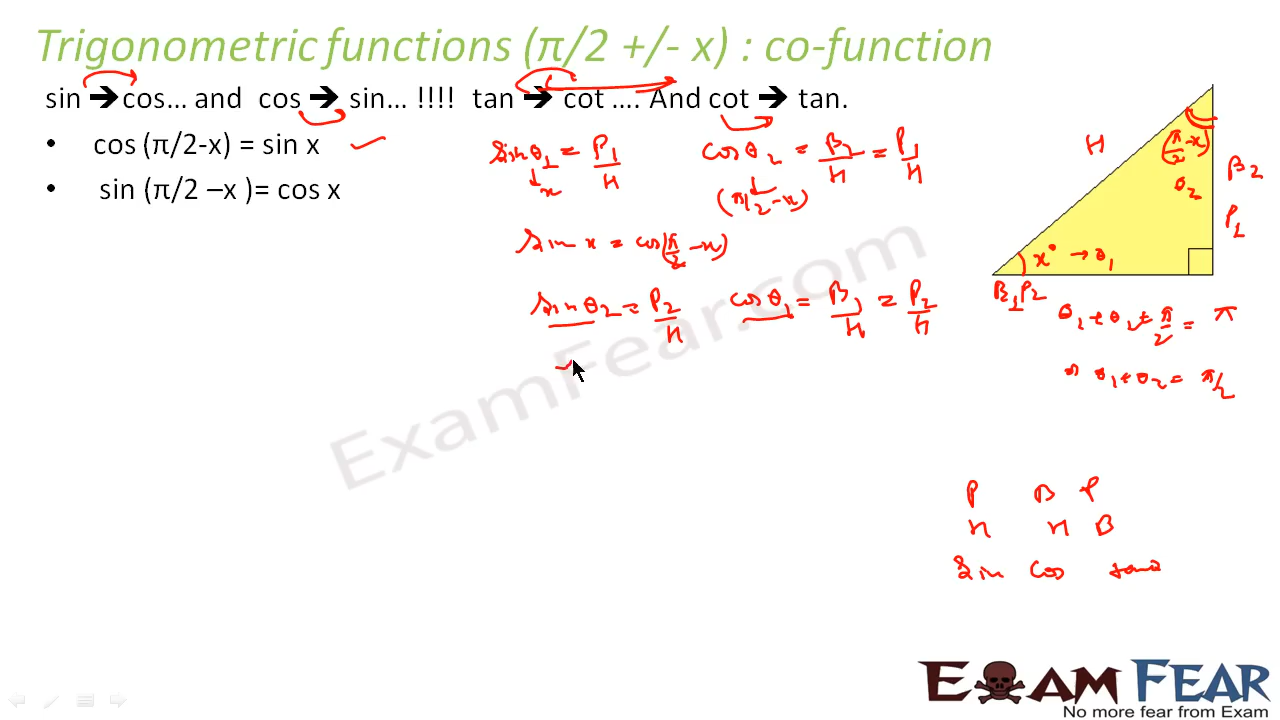 Trigonometric functions (π/2 +/- x) : co-function
sin ➔cos... and cos ➔ sin... !!!! tan ➔ cot .... And cot ➔ tan.
• cos (π/2-x) = sin x
• sin (π/2 –x )= cos x
sin θ₁ = P₁/H
x
cos θ₂ = B₂/H = P₁/H
(π/2 - x)
sin x = cos(π/2 - x)
sin θ₂ = P₂/H cos θ₁ = B₁/H = P₂/H
H
(π/2 - x)
θ₂
B₂
P₁
x° → θ₁
B₁ P₂
θ₁ + θ₂ + π/2 = π
⇒ θ₁ + θ₂ = π/2
P B P
H H B
Sin Cos tan
ExamFear.com
EXAM FEAR
No more fear from Exam